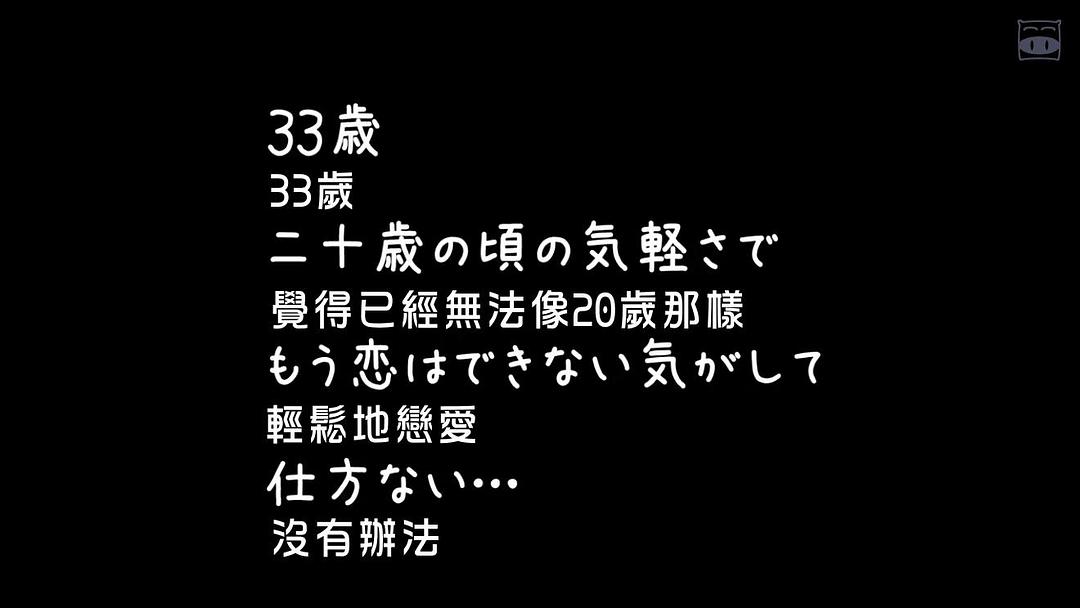 33歳
33歲
二十歳の頃の気軽さで
覺得已經無法像20歲那樣
もう恋はできない気がして
輕鬆地戀愛
仕方ない…
沒有辦法